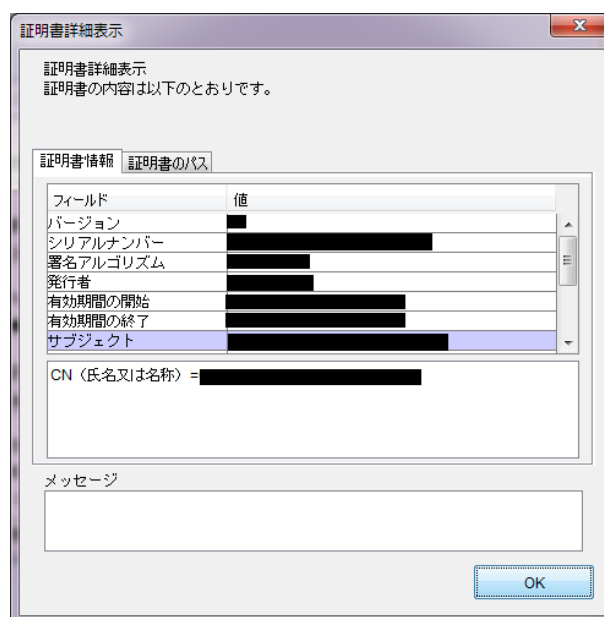 証明書詳細表示
証明書詳細表示
証明書の内容は以下のとおりです。
証明書情報 証明書のパス
フィールド 値
バージョン
シリアルナンバー
署名アルゴリズム
発行者
有効期間の開始
有効期間の終了
サブジェクト
CN（氏名又は名称）=
メッセージ
OK